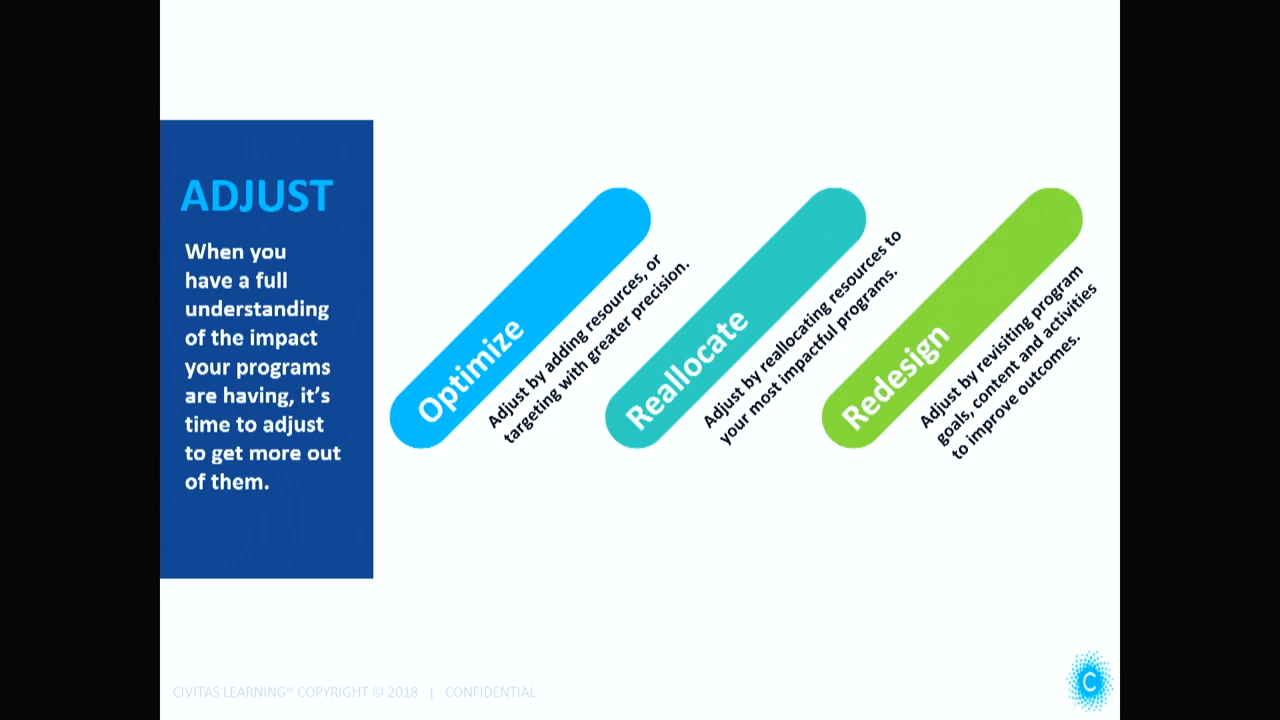 ADJUST
When you
have a full
understanding
of the impact
your programs
are having, it's
time to adjust
to get more out
of them.
Optimize
Adjust by adding resources, or
targeting with greater precision.
Reallocate
Adjust by reallocating resources to
your most impactful programs.
Redesign
Adjust by revisiting program
goals, content and activities
to improve outcomes.
CIVITAS LEARNING® COPYRIGHT © 2018 | CONFIDENTIAL
C